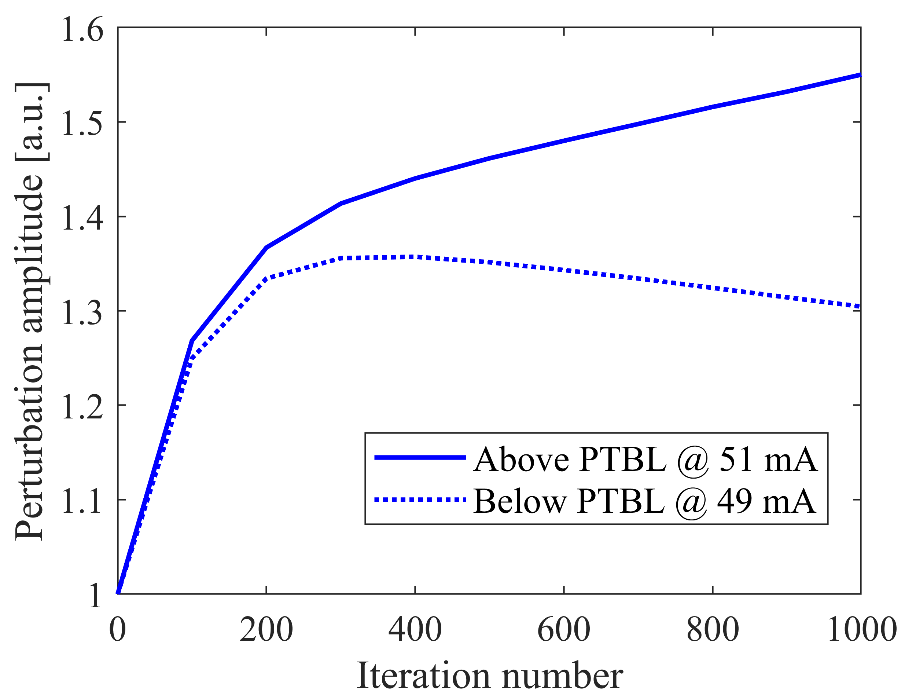 1.6
1.5
1.4
1.3
1.2
1.1
1
0 200 400 600 800 1000
Perturbation amplitude [a.u.]
Iteration number
Above PTBL @ 51 mA
Below PTBL @ 49 mA